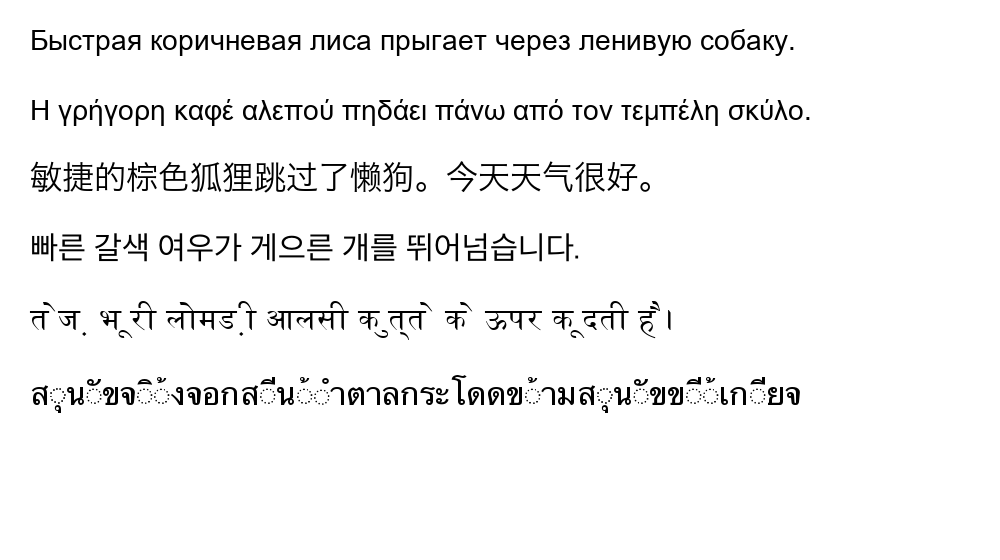 Быстрая коричневая лиса прыгает через ленивую собаку.
Η γρήγορη καφέ αλεπού πηδάει πάνω από τον τεμπέλη σκύλο.
敏捷的棕色狐狸跳过了懒狗。今天天气很好。
빠른 갈색 여우가 게으른 개를 뛰어넘습니다.
तेज़ भूरी लोमड़ी आलसी कुत्ते के ऊपर कूदती है।
สุนัขจิ้งจอกสีน้ำตาลกระโดดข้ามสุนัขขี้เกียจ